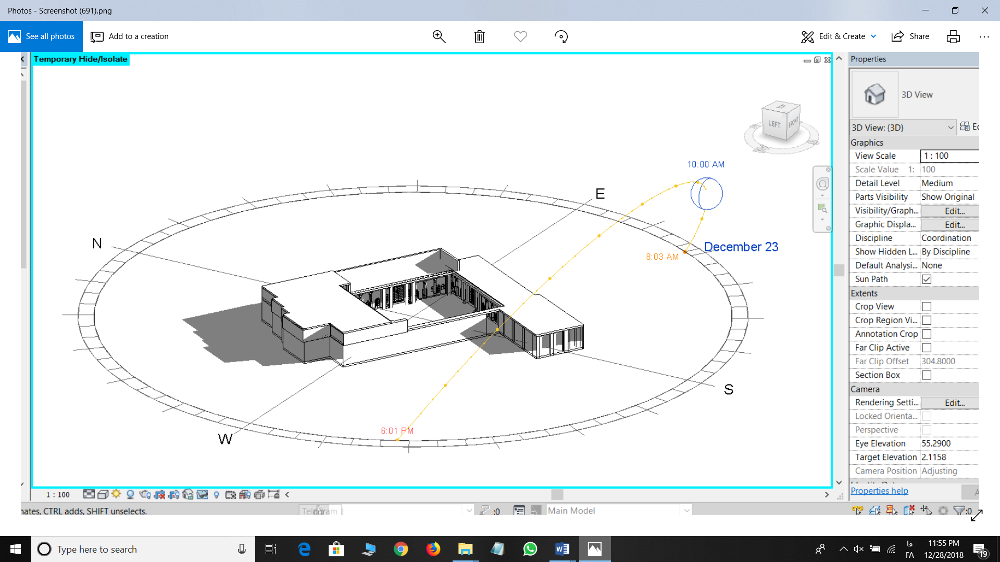 Photos - Screenshot (691).png
See all photos
Add to a creation
Edit & Create
Share
Temporary Hide/Isolate
Properties
3D View
LEFT
FRONT
3D View: {3D}
Graphics
View Scale
1 : 100
Scale Value 1:
100
Detail Level
Medium
Parts Visibility
Show Original
Visibility/Graph...
Edit...
Graphic Displa...
Edit...
Discipline
Coordination
Show Hidden L...
By Discipline
Default Analysi...
None
Sun Path
Extents
Crop View
Crop Region Vi...
Annotation Crop
Far Clip Active
Far Clip Offset
304.8000
Section Box
Camera
Rendering Setti...
Edit...
Locked Orienta...
Perspective
Eye Elevation
55.2900
Target Elevation
2.1158
Camera Position
Adjusting
Properties help
10:00 AM
E
N
December 23
8:03 AM
S
6:01 PM
W
1 : 100
nates, CTRL adds, SHIFT unselects.
:0
Main Model
:0
Type here to search
فا
FA
11:55 PM
12/28/2018
19